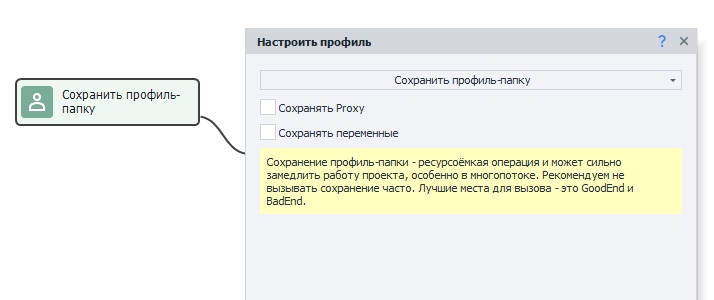 Настроить профиль
?
Сохранить профиль-
папку
Сохранить профиль-папку
Сохранять Proxy
Сохранять переменные
Сохранение профиль-папки - ресурсоёмкая операция и может сильно
замедлить работу проекта, особенно в многопотоке. Рекомендуем не
вызывать сохранение часто. Лучшие места для вызова - это GoodEnd и
BadEnd.